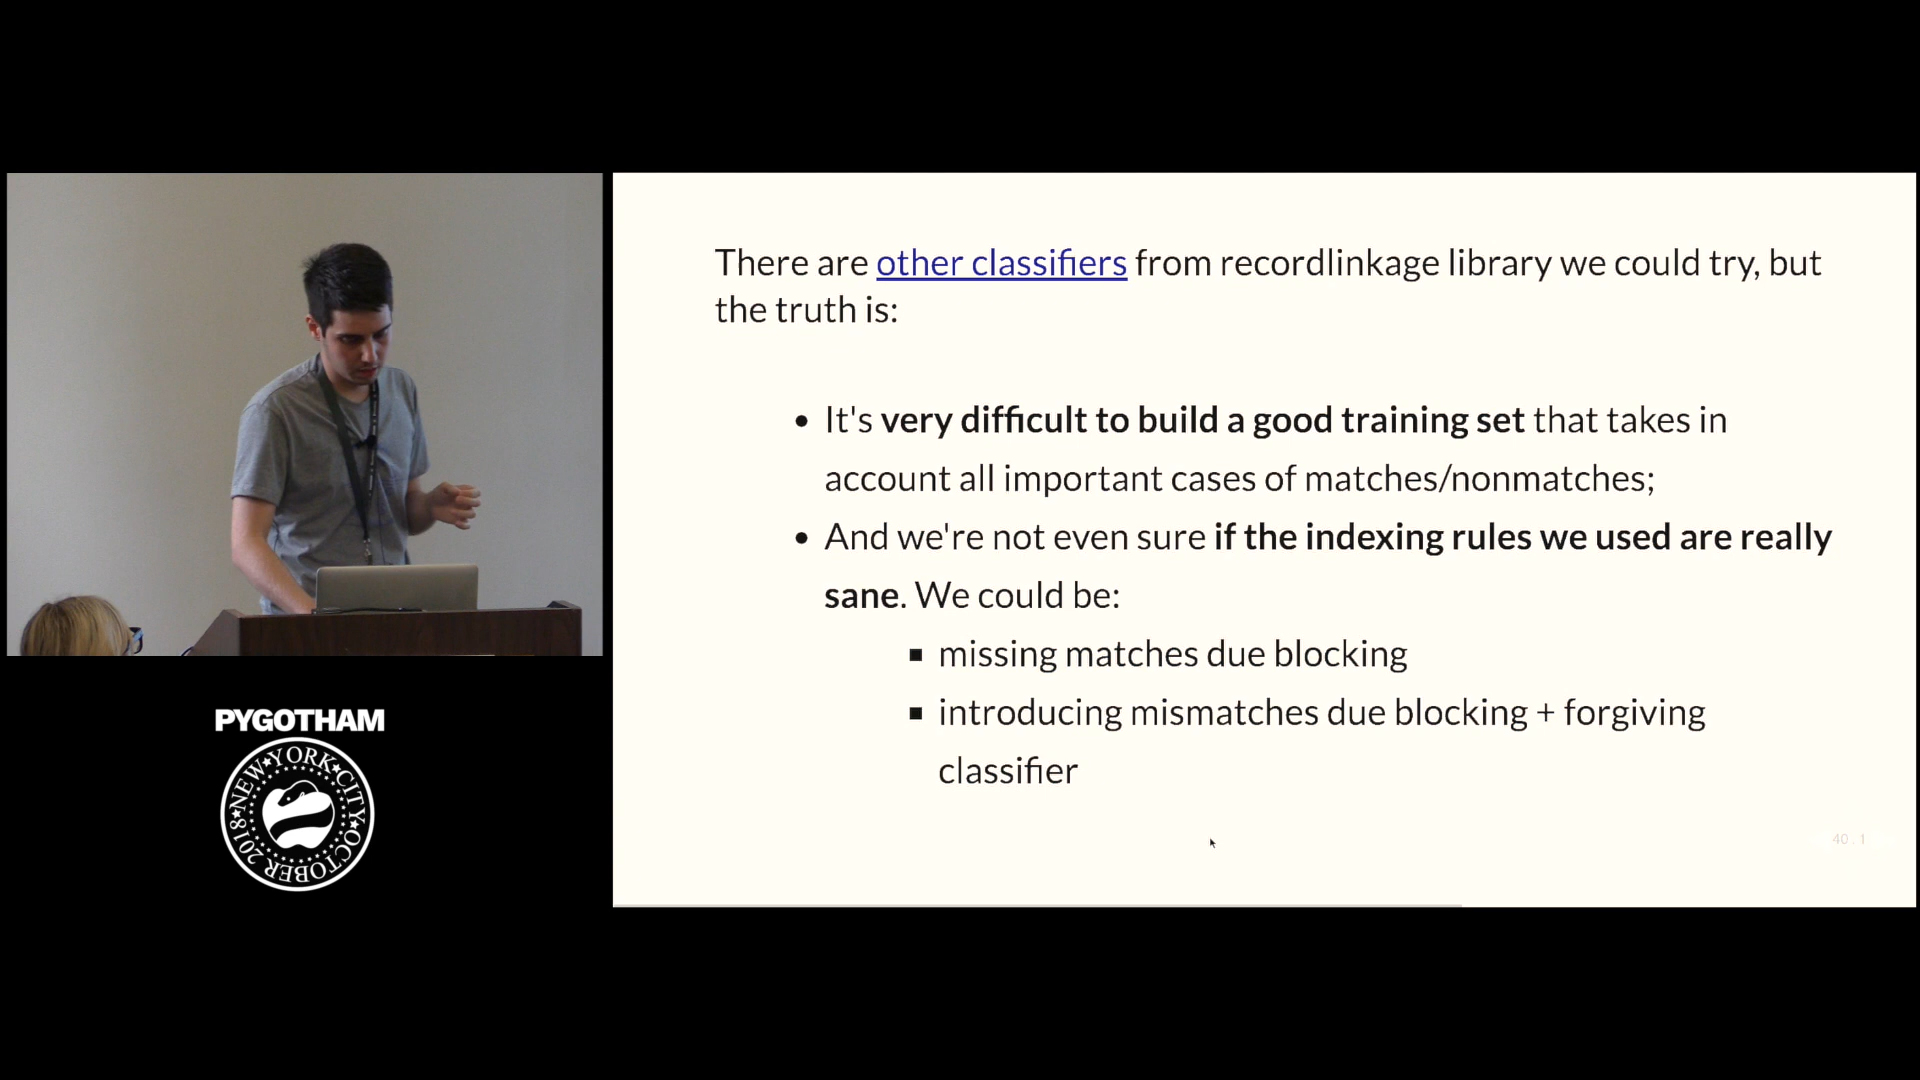 There are other classifiers from recordlinkage library we could try, but
the truth is:
• It's very difficult to build a good training set that takes in
account all important cases of matches/nonmatches;
• And we're not even sure if the indexing rules we used are really
sane. We could be:
▪ missing matches due blocking
▪ introducing mismatches due blocking + forgiving
classifier
40 . 1
PYGOTHAM
NEW★YORK★CITY★OCTOBER 2018★